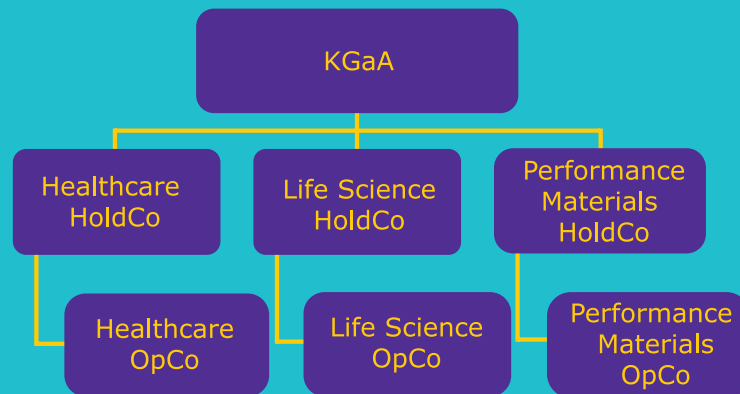 KGaA
Healthcare
HoldCo
Life Science
HoldCo
Performance
Materials
HoldCo
Healthcare
OpCo
Life Science
OpCo
Performance
Materials
OpCo